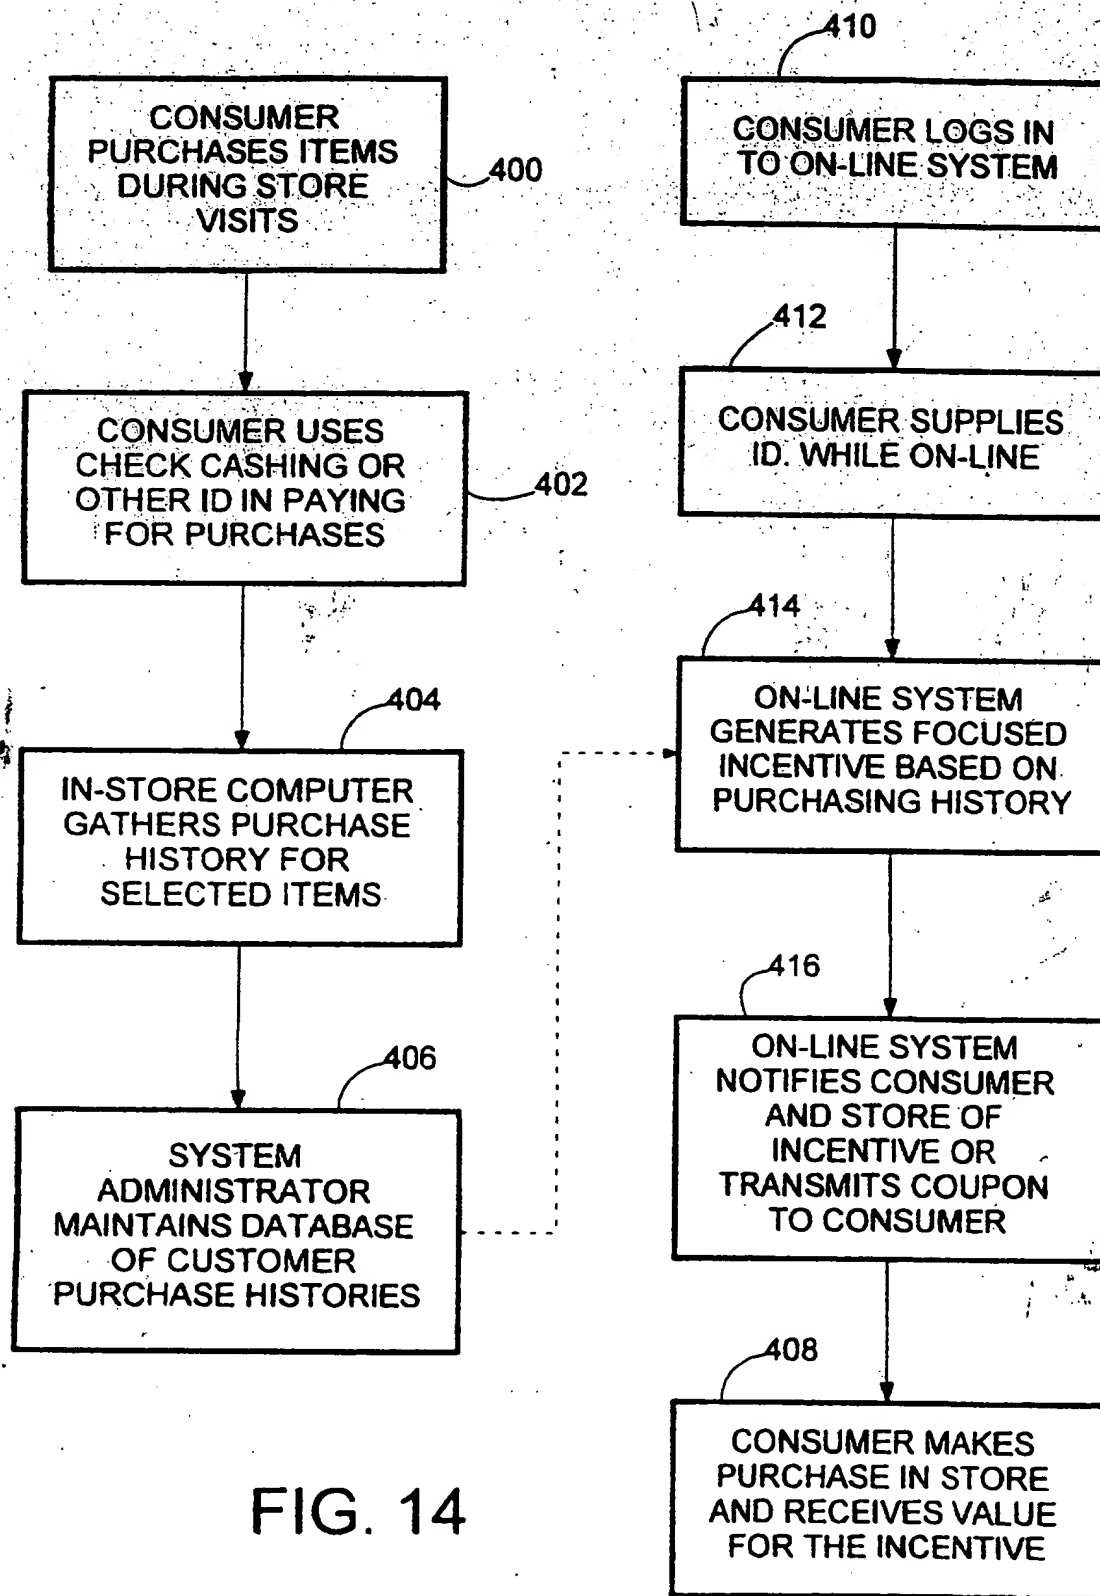 400
CONSUMER
PURCHASES ITEMS
DURING STORE
VISITS
402
CONSUMER USES
CHECK CASHING OR
OTHER ID IN PAYING
FOR PURCHASES
404
IN-STORE COMPUTER
GATHERS PURCHASE
HISTORY FOR
SELECTED ITEMS
406
SYSTEM
ADMINISTRATOR
MAINTAINS DATABASE
OF CUSTOMER
PURCHASE HISTORIES
410
CONSUMER LOGS IN
TO ON-LINE SYSTEM
412
CONSUMER SUPPLIES
ID. WHILE ON-LINE
414
ON-LINE SYSTEM
GENERATES FOCUSED
INCENTIVE BASED ON
PURCHASING HISTORY
416
ON-LINE SYSTEM
NOTIFIES CONSUMER
AND STORE OF
INCENTIVE OR
TRANSMITS COUPON
TO CONSUMER
408
CONSUMER MAKES
PURCHASE IN STORE
AND RECEIVES VALUE
FOR THE INCENTIVE
FIG. 14